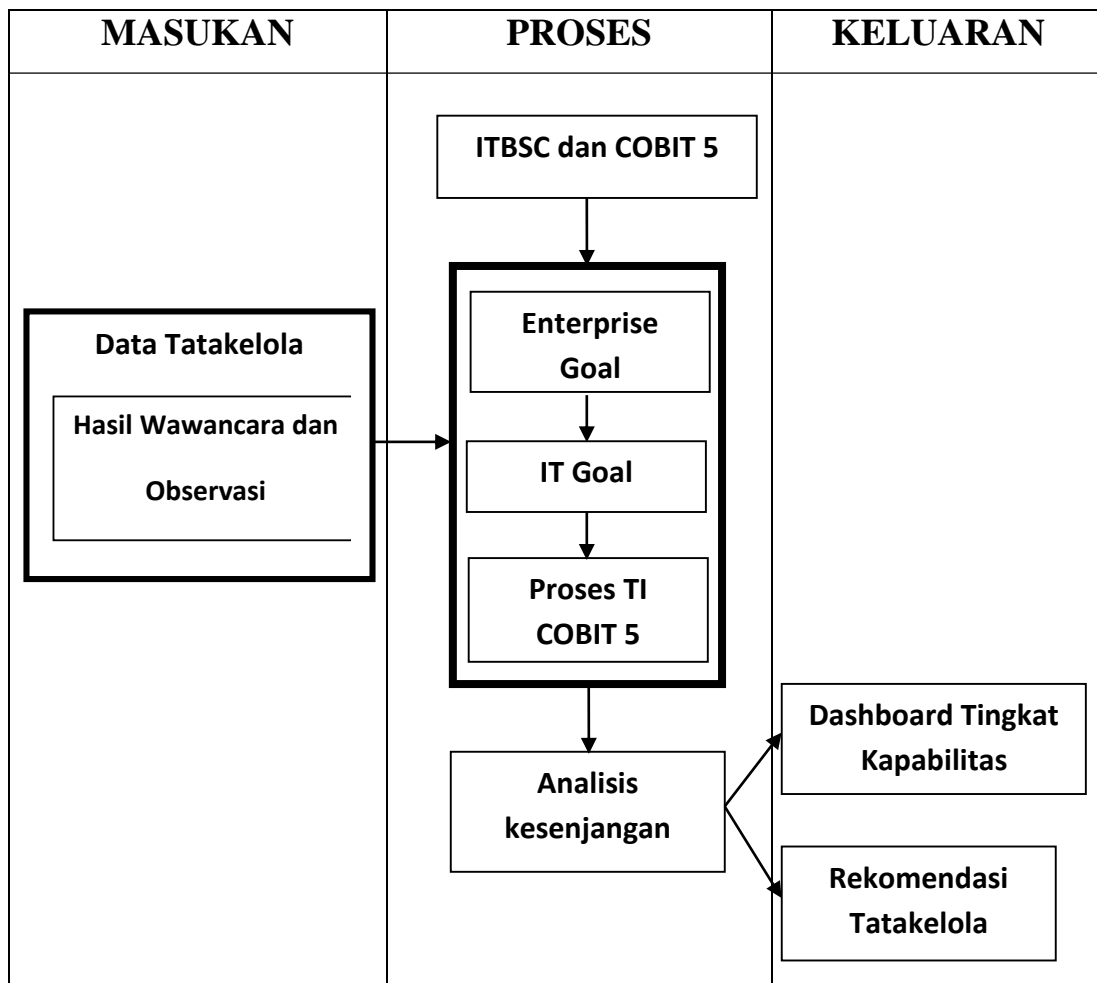 MASUKAN
PROSES
KELUARAN
ITBSC dan COBIT 5
Data Tatakelola
Hasil Wawancara dan
Observasi
Enterprise
Goal
IT Goal
Proses TI
COBIT 5
Analisis
kesenjangan
Dashboard Tingkat
Kapabilitas
Rekomendasi
Tatakelola